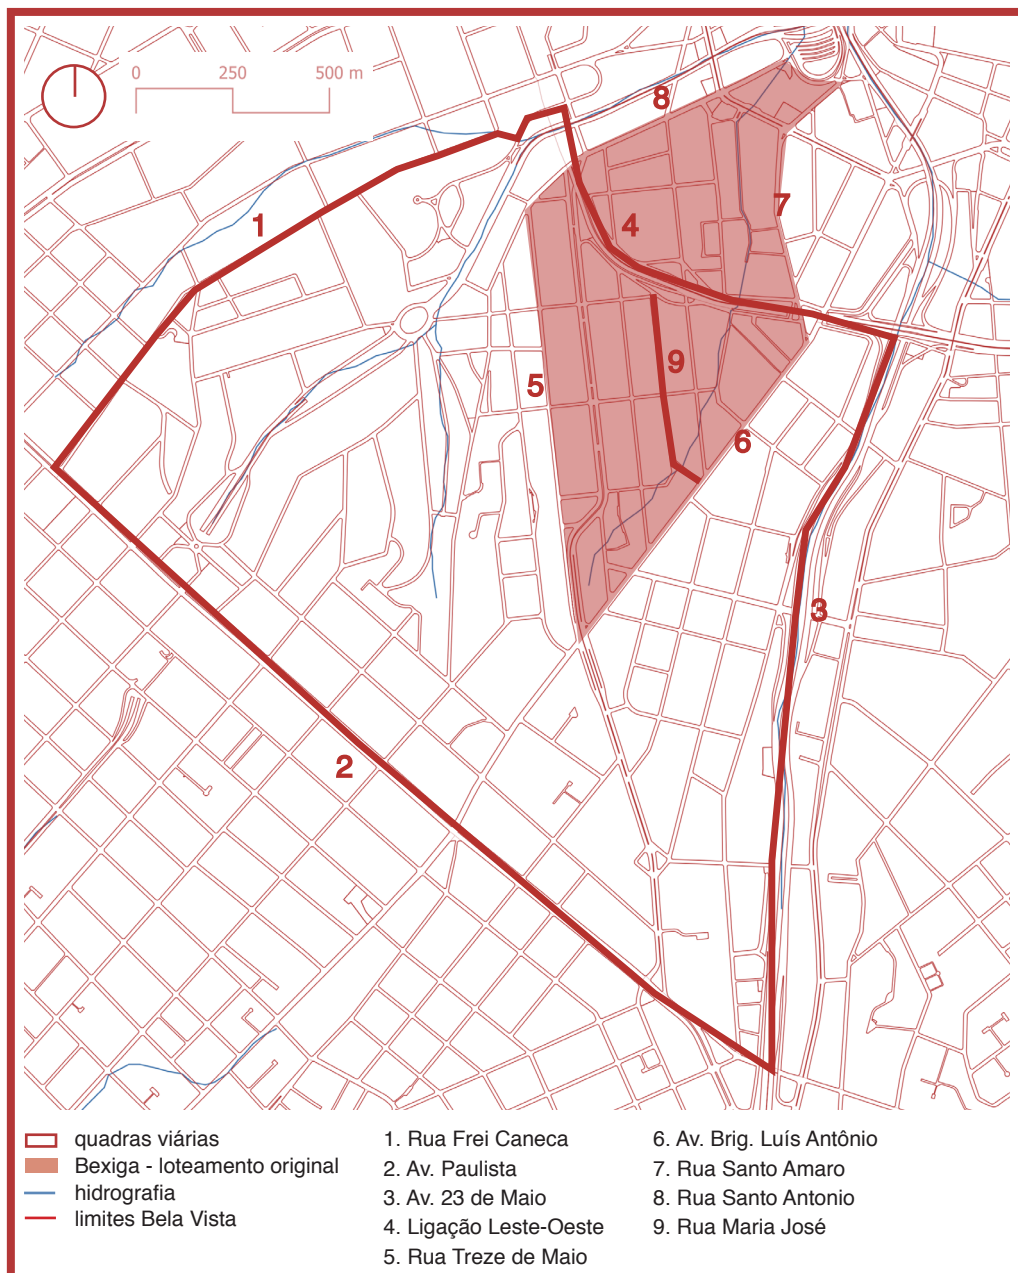 0 250 500 m
8
1
7
4
5
9
6
3
2
quadras viárias
Bexiga - loteamento original
hidrografia
limites Bela Vista
1. Rua Frei Caneca
2. Av. Paulista
3. Av. 23 de Maio
4. Ligação Leste-Oeste
5. Rua Treze de Maio
6. Av. Brig. Luís Antônio
7. Rua Santo Amaro
8. Rua Santo Antonio
9. Rua Maria José